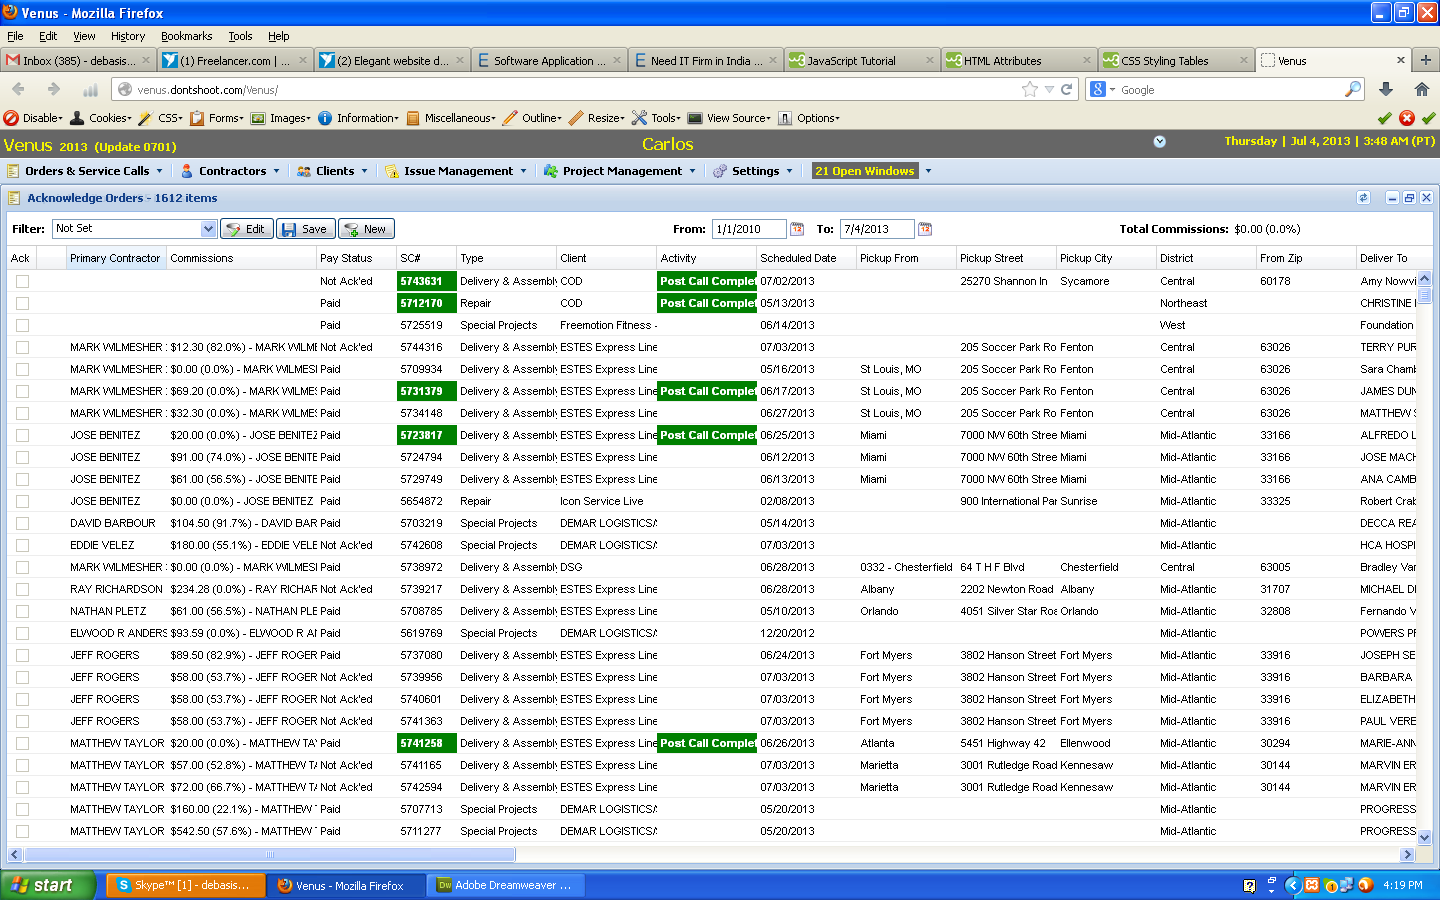 Venus - Mozilla Firefox
File Edit View History Bookmarks Tools Help
Inbox (385) - debasis... (1) Freelancer.com | ... (2) Elegant website d... Software Application ... Need IT Firm in India ... JavaScript Tutorial HTML Attributes CSS Styling Tables Venus
venus.dontshoot.com/Venus/ Google
Disable Cookies CSS Forms Images Information Miscellaneous Outline Resize Tools View Source Options
Venus 2013 (Update 0701) Carlos Thursday | Jul 4, 2013 | 3:48 AM (PT)
Orders & Service Calls Contractors Clients Issue Management Project Management Settings 21 Open Windows
Acknowledge Orders - 1612 items
Filter: Not Set Edit Save New From: 1/1/2010 To: 7/4/2013 Total Commissions: $0.00 (0.0%)
Ack Primary Contractor Commissions Pay Status SC# Type Client Activity Scheduled Date Pickup From Pickup Street Pickup City District From Zip Deliver To
Not Ack'ed 5743631 Delivery & Assembly COD Post Call Complet 07/02/2013 25270 Shannon ln Sycamore Central 60178 Amy Nowvi
Paid 5712170 Repair COD Post Call Complet 05/13/2013 Northeast CHRISTINE
Paid 5725519 Special Projects Freemotion Fitness - 06/14/2013 West Foundation
MARK WILMESHER $12.30 (82.0%) - MARK WILME Not Ack'ed 5744316 Delivery & Assembly ESTES Express Line 07/03/2013 205 Soccer Park Ro Fenton Central 63026 TERRY PUR
MARK WILMESHER $0.00 (0.0%) - MARK WILMESI Paid 5709934 Delivery & Assembly ESTES Express Line 05/16/2013 St Louis, MO 205 Soccer Park Ro Fenton Central 63026 Sara Cham
MARK WILMESHER $69.20 (0.0%) - MARK WILMES Paid 5731379 Delivery & Assembly ESTES Express Line Post Call Complet 06/17/2013 St Louis, MO 205 Soccer Park Ro Fenton Central 63026 JAMES DUN
MARK WILMESHER $32.30 (0.0%) - MARK WILMES Paid 5734148 Delivery & Assembly ESTES Express Line 06/27/2013 St Louis, MO 205 Soccer Park Ro Fenton Central 63026 MATTHEW S
JOSE BENITEZ $20.00 (0.0%) - JOSE BENITEZ Paid 5723817 Delivery & Assembly ESTES Express Line Post Call Complet 06/25/2013 Miami 7000 NW 60th Stree Miami Mid-Atlantic 33166 ALFREDO L
JOSE BENITEZ $91.00 (74.0%) - JOSE BENITE Paid 5724794 Delivery & Assembly ESTES Express Line 06/12/2013 Miami 7000 NW 60th Stree Miami Mid-Atlantic 33166 JOSE MACH
JOSE BENITEZ $61.00 (56.5%) - JOSE BENITE Paid 5729749 Delivery & Assembly ESTES Express Line 06/13/2013 Miami 7000 NW 60th Stree Miami Mid-Atlantic 33166 ANA CAMB
JOSE BENITEZ $0.00 (0.0%) - JOSE BENITEZ Paid 5654872 Repair Icon Service Live 02/08/2013 900 International Par Sunrise Mid-Atlantic 33325 Robert Crab
DAVID BARBOUR $104.50 (91.7%) - DAVID BAR Paid 5703219 Special Projects DEMAR LOGISTICS/ 05/14/2013 Mid-Atlantic DECCA REA
EDDIE VELEZ $180.00 (55.1%) - EDDIE VELE Not Ack'ed 5742608 Special Projects DEMAR LOGISTICS/ 07/03/2013 Mid-Atlantic HCA HOSPI
MARK WILMESHER $0.00 (0.0%) - MARK WILMESI Paid 5738972 Delivery & Assembly DSG 06/28/2013 0332 - Chesterfield 64 T H F Blvd Chesterfield Central 63005 Bradley Var
RAY RICHARDSON $234.28 (0.0%) - RAY RICHAR Not Ack'ed 5739217 Delivery & Assembly ESTES Express Line 06/28/2013 Albany 2202 Newton Road Albany Mid-Atlantic 31707 MICHAEL DI
NATHAN PLETZ $61.00 (56.5%) - NATHAN PLE Paid 5708785 Delivery & Assembly ESTES Express Line 05/10/2013 Orlando 4051 Silver Star Roa Orlando Mid-Atlantic 32808 Fernando V
ELWOOD R ANDERS $93.59 (0.0%) - ELWOOD R AI Paid 5619769 Special Projects DEMAR LOGISTICS/ 12/20/2012 Mid-Atlantic POWERS PF
JEFF ROGERS $89.50 (82.9%) - JEFF ROGER Paid 5737080 Delivery & Assembly ESTES Express Line 06/24/2013 Fort Myers 3802 Hanson Street Fort Myers Mid-Atlantic 33916 JOSEPH SE
JEFF ROGERS $58.00 (53.7%) - JEFF ROGER Not Ack'ed 5739956 Delivery & Assembly ESTES Express Line 07/03/2013 Fort Myers 3802 Hanson Street Fort Myers Mid-Atlantic 33916 BARBARA
JEFF ROGERS $58.00 (53.7%) - JEFF ROGER Not Ack'ed 5740601 Delivery & Assembly ESTES Express Line 07/03/2013 Fort Myers 3802 Hanson Street Fort Myers Mid-Atlantic 33916 ELIZABETH
JEFF ROGERS $58.00 (53.7%) - JEFF ROGER Not Ack'ed 5741363 Delivery & Assembly ESTES Express Line 07/03/2013 Fort Myers 3802 Hanson Street Fort Myers Mid-Atlantic 33916 PAUL VERE
MATTHEW TAYLOR $20.00 (0.0%) - MATTHEW TA Paid 5741258 Delivery & Assembly ESTES Express Line Post Call Complet 06/26/2013 Atlanta 5451 Highway 42 Ellenwood Mid-Atlantic 30294 MARIE-ANN
MATTHEW TAYLOR $57.00 (52.8%) - MATTHEW TA Not Ack'ed 5741165 Delivery & Assembly ESTES Express Line 07/03/2013 Marietta 3001 Rutledge Road Kennesaw Mid-Atlantic 30144 MARVIN ER
MATTHEW TAYLOR $72.00 (66.7%) - MATTHEW TA Not Ack'ed 5742594 Delivery & Assembly ESTES Express Line 07/03/2013 Marietta 3001 Rutledge Road Kennesaw Mid-Atlantic 30144 MARVIN ER
MATTHEW TAYLOR $160.00 (22.1%) - MATTHEW Paid 5707713 Special Projects DEMAR LOGISTICS/ 05/20/2013 Mid-Atlantic PROGRESS
MATTHEW TAYLOR $542.50 (57.6%) - MATTHEW Paid 5711277 Special Projects DEMAR LOGISTICS/ 05/20/2013 Mid-Atlantic PROGRESS
start Skype™ [1] - debasis... Venus - Mozilla Firefox Adobe Dreamweaver ... 4:19 PM